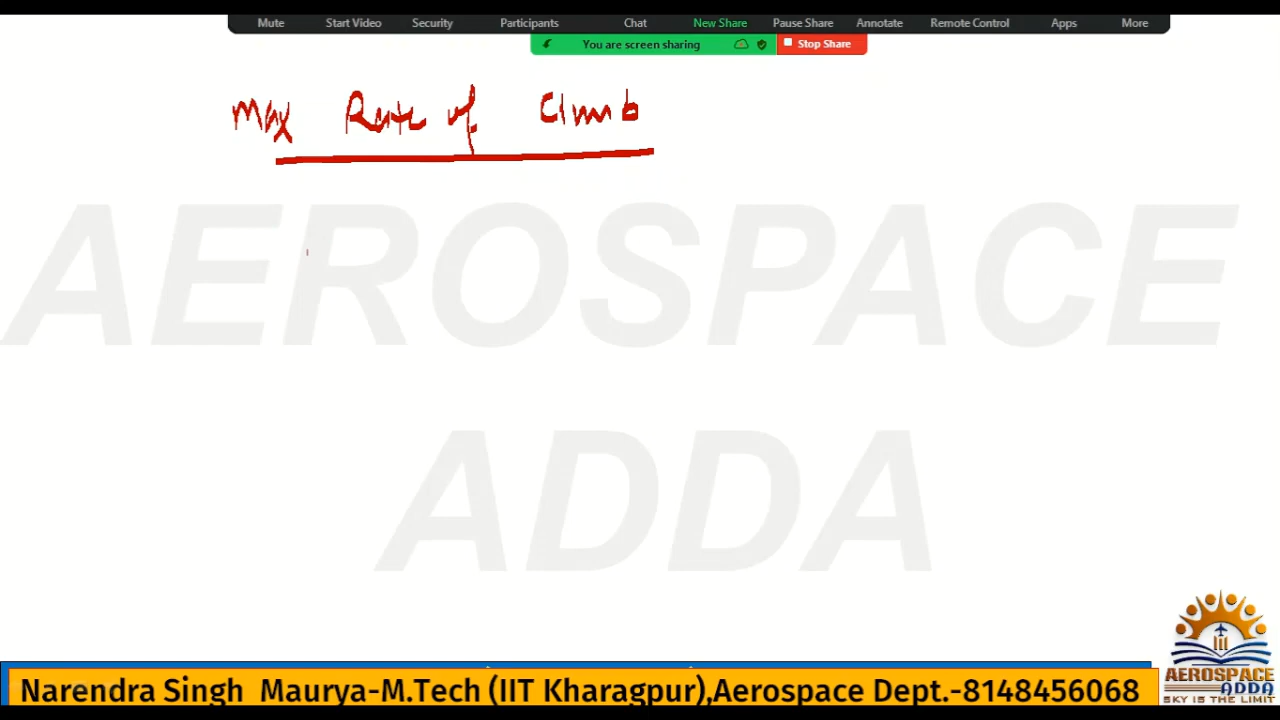 Mute Start Video Security Participants Chat New Share Pause Share Annotate Remote Control Apps More
You are screen sharing Stop Share
Max Rate of Climb
AEROSPACE
ADDA
Narendra Singh Maurya-M.Tech (IIT Kharagpur),Aerospace Dept.-8148456068
AEROSPACE
ADDA
SKY IS THE LIMIT